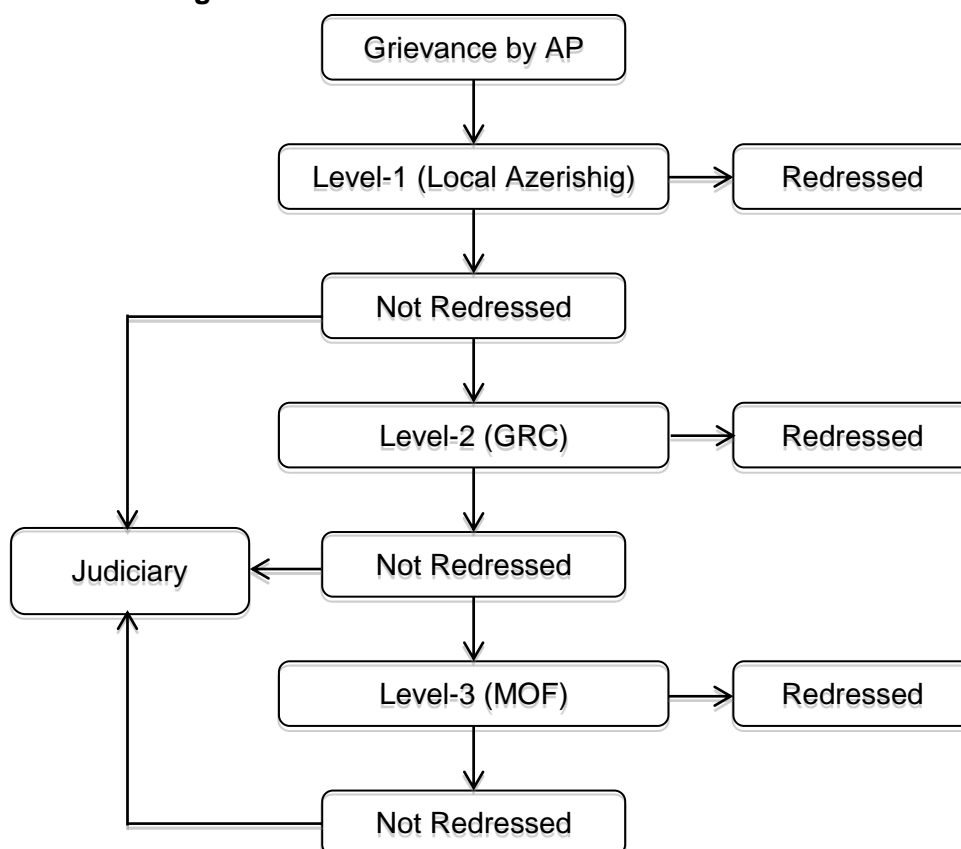 Grievance by AP
Level-1 (Local Azerishig)
Redressed
Not Redressed
Level-2 (GRC)
Redressed
Judiciary
Not Redressed
Level-3 (MOF)
Redressed
Not Redressed